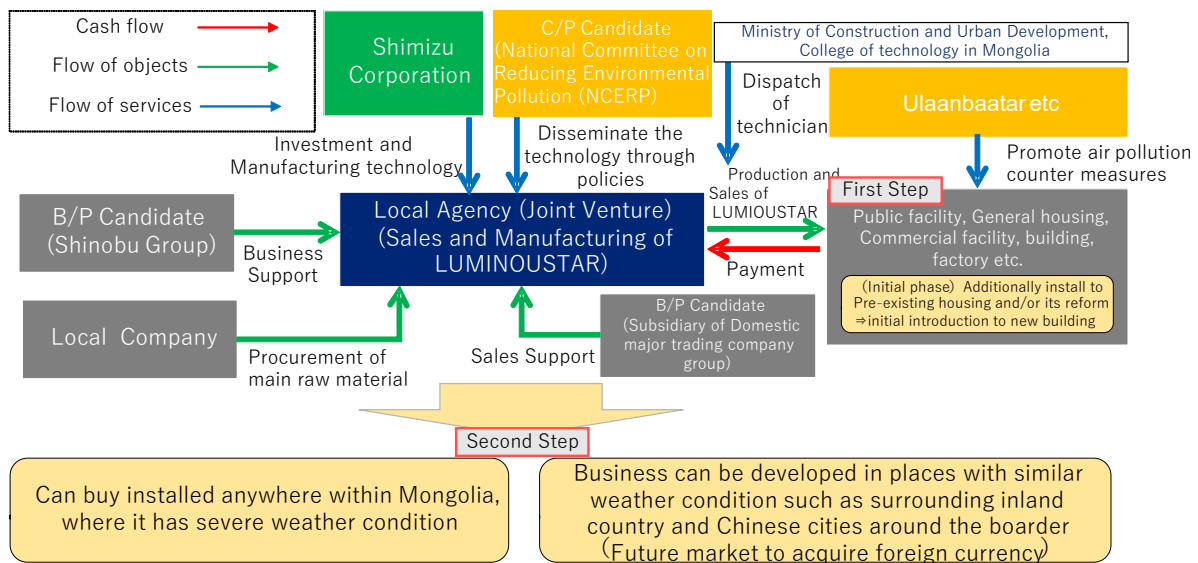 Cash flow
Flow of objects
Flow of services
Shimizu
Corporation
C/P Candidate
(National Committee on
Reducing Environmental
Pollution (NCERP)
Ministry of Construction and Urban Development,
College of technology in Mongolia
Ulaanbaatar etc
Investment and
Manufacturing technology
Disseminate the
technology through
policies
Dispatch
of
technician
Promote air pollution
counter measures
B/P Candidate
(Shinobu Group)
Business
Support
Local Agency (Joint Venture)
(Sales and Manufacturing of
LUMINOUSTAR)
Production and
Sales of
LUMIOUSTAR
Payment
First Step
Public facility, General housing,
Commercial facility, building,
factory etc.
(Initial phase) Additionally install to
Pre-existing housing and/or its reform
⇒initial introduction to new building
Local Company
Procurement of
main raw material
Sales Support
B/P Candidate
(Subsidiary of Domestic
major trading company
group)
Second Step
Can buy installed anywhere within Mongolia,
where it has severe weather condition
Business can be developed in places with similar
weather condition such as surrounding inland
country and Chinese cities around the boarder
(Future market to acquire foreign currency)